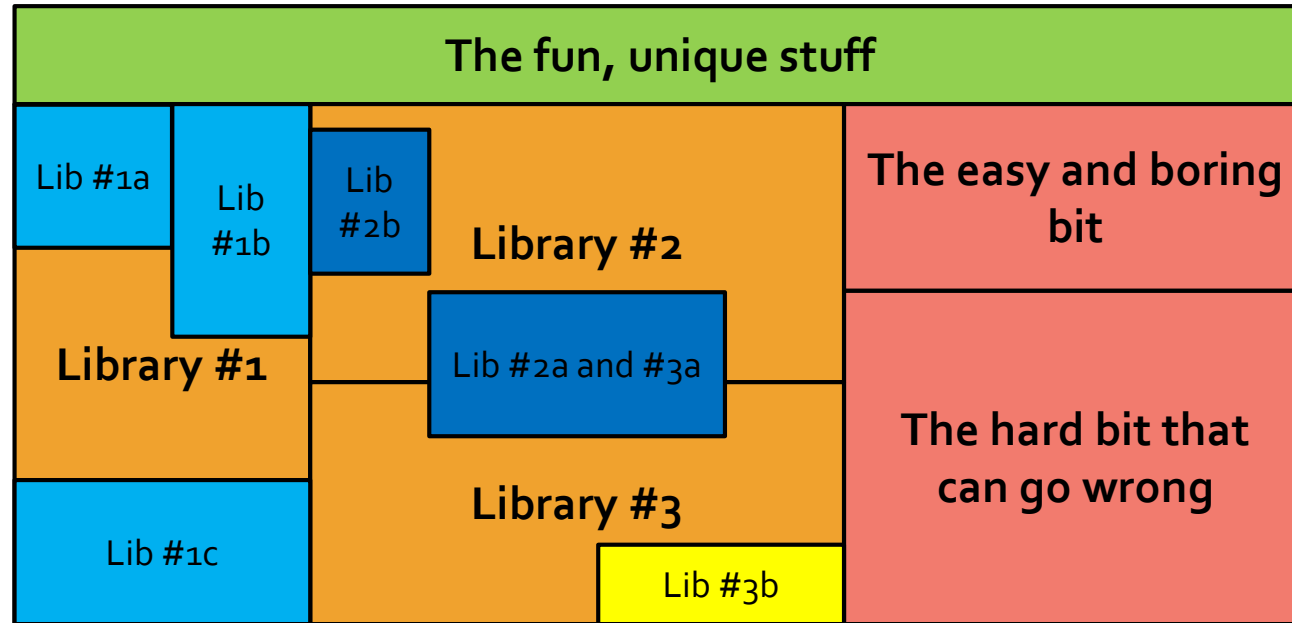 The fun, unique stuff
Lib #1a
Lib
#1b
Lib
#2b
Library #2
The easy and boring
bit
Library #1
Lib #2a and #3a
The hard bit that
can go wrong
Library #3
Lib #1c
Lib #3b